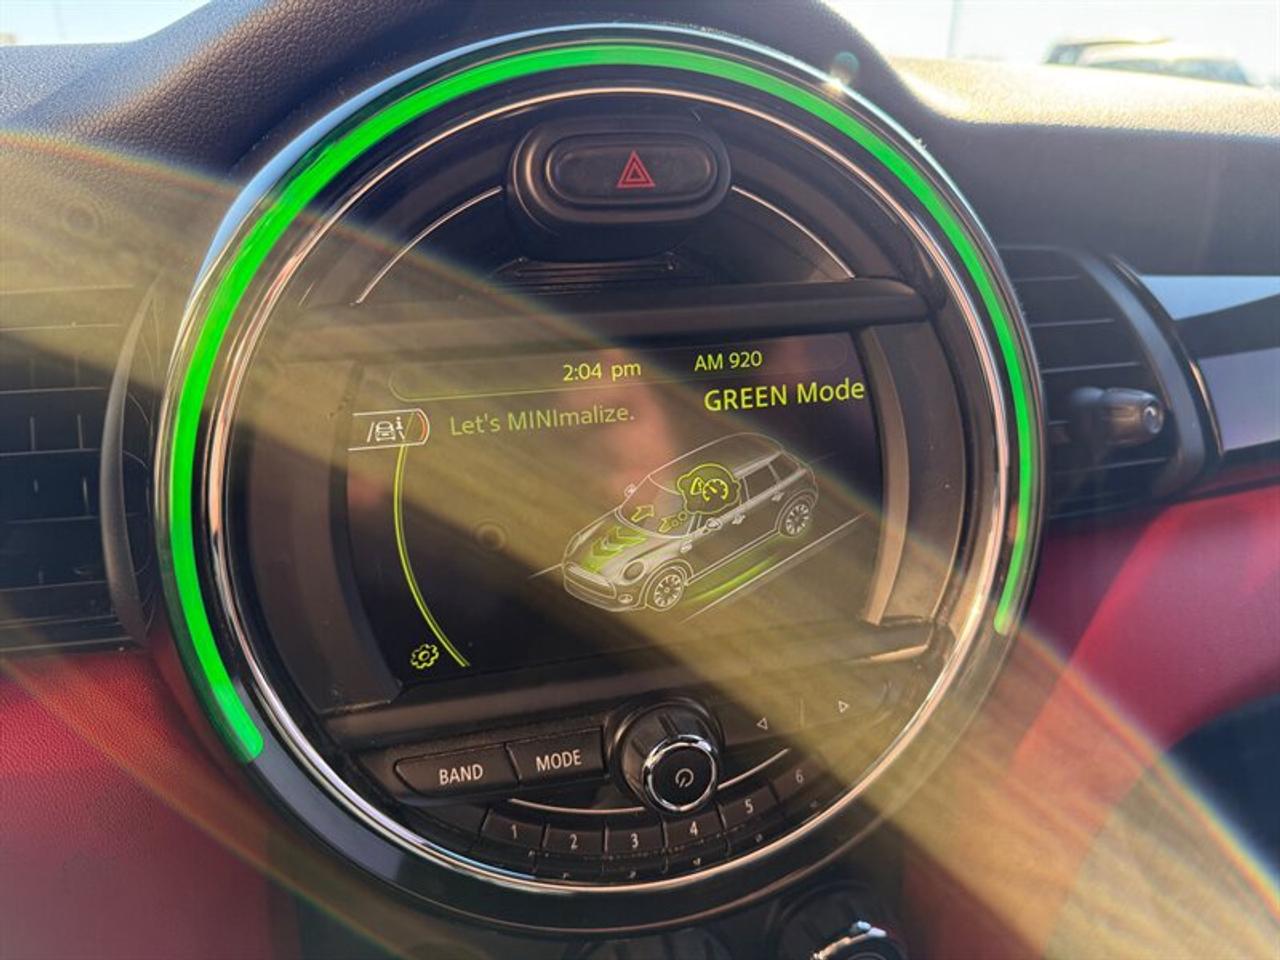 2:04 pm AM 920
GREEN Mode
Let's MINImalize.
BAND MODE
1 2 3 4 5 6